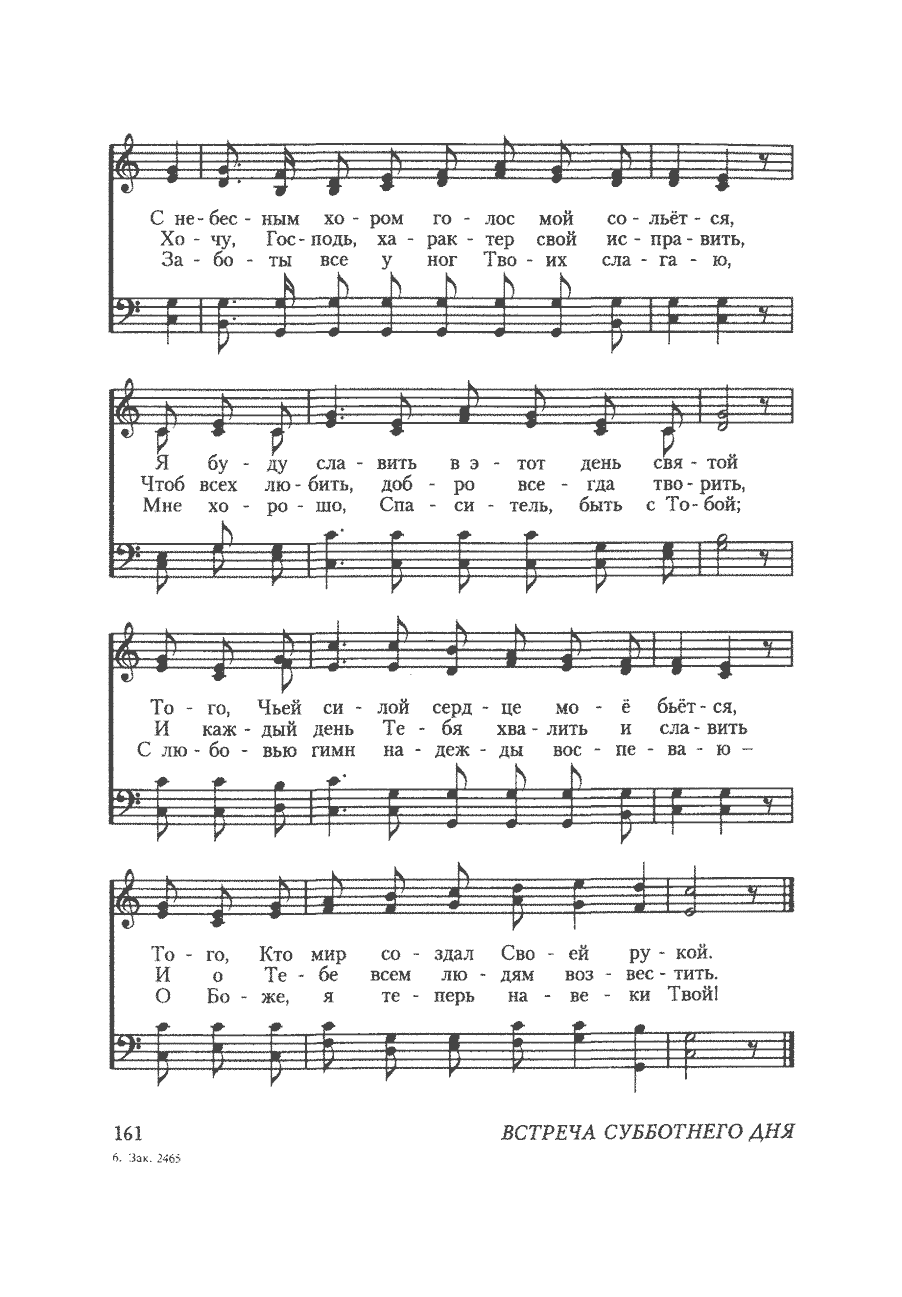 С не - бес - ным хо - ром го - лос мой со - льёт - ся,
Хо - чу, Гос - подь, ха - рак - тер свой ис - пра - вить,
За - бо - ты все у ног Тво - их сла - га - ю,
Я бу - ду сла - вить в э - тот день свя - той
Чтоб всех лю - бить, доб - ро все - гда тво - рить,
Мне хо - ро - шо, Спа - си - тель, быть с То - бой;
То - го, Чьей си - лой серд - це мо - ё бьёт - ся,
И каж - дый день Те - бя хва - лить и сла - вить
С лю - бо - вью гимн на - деж - ды вос - пе - ва - ю –
То - го, Кто мир со - здал Сво - ей ру - кой.
И о Те - бе всем лю - дям воз - вес - тить.
О Бо - же, я те - перь на - ве - ки Твой!
161 ВСТРЕЧА СУББОТНЕГО ДНЯ
6. Зак. 2465